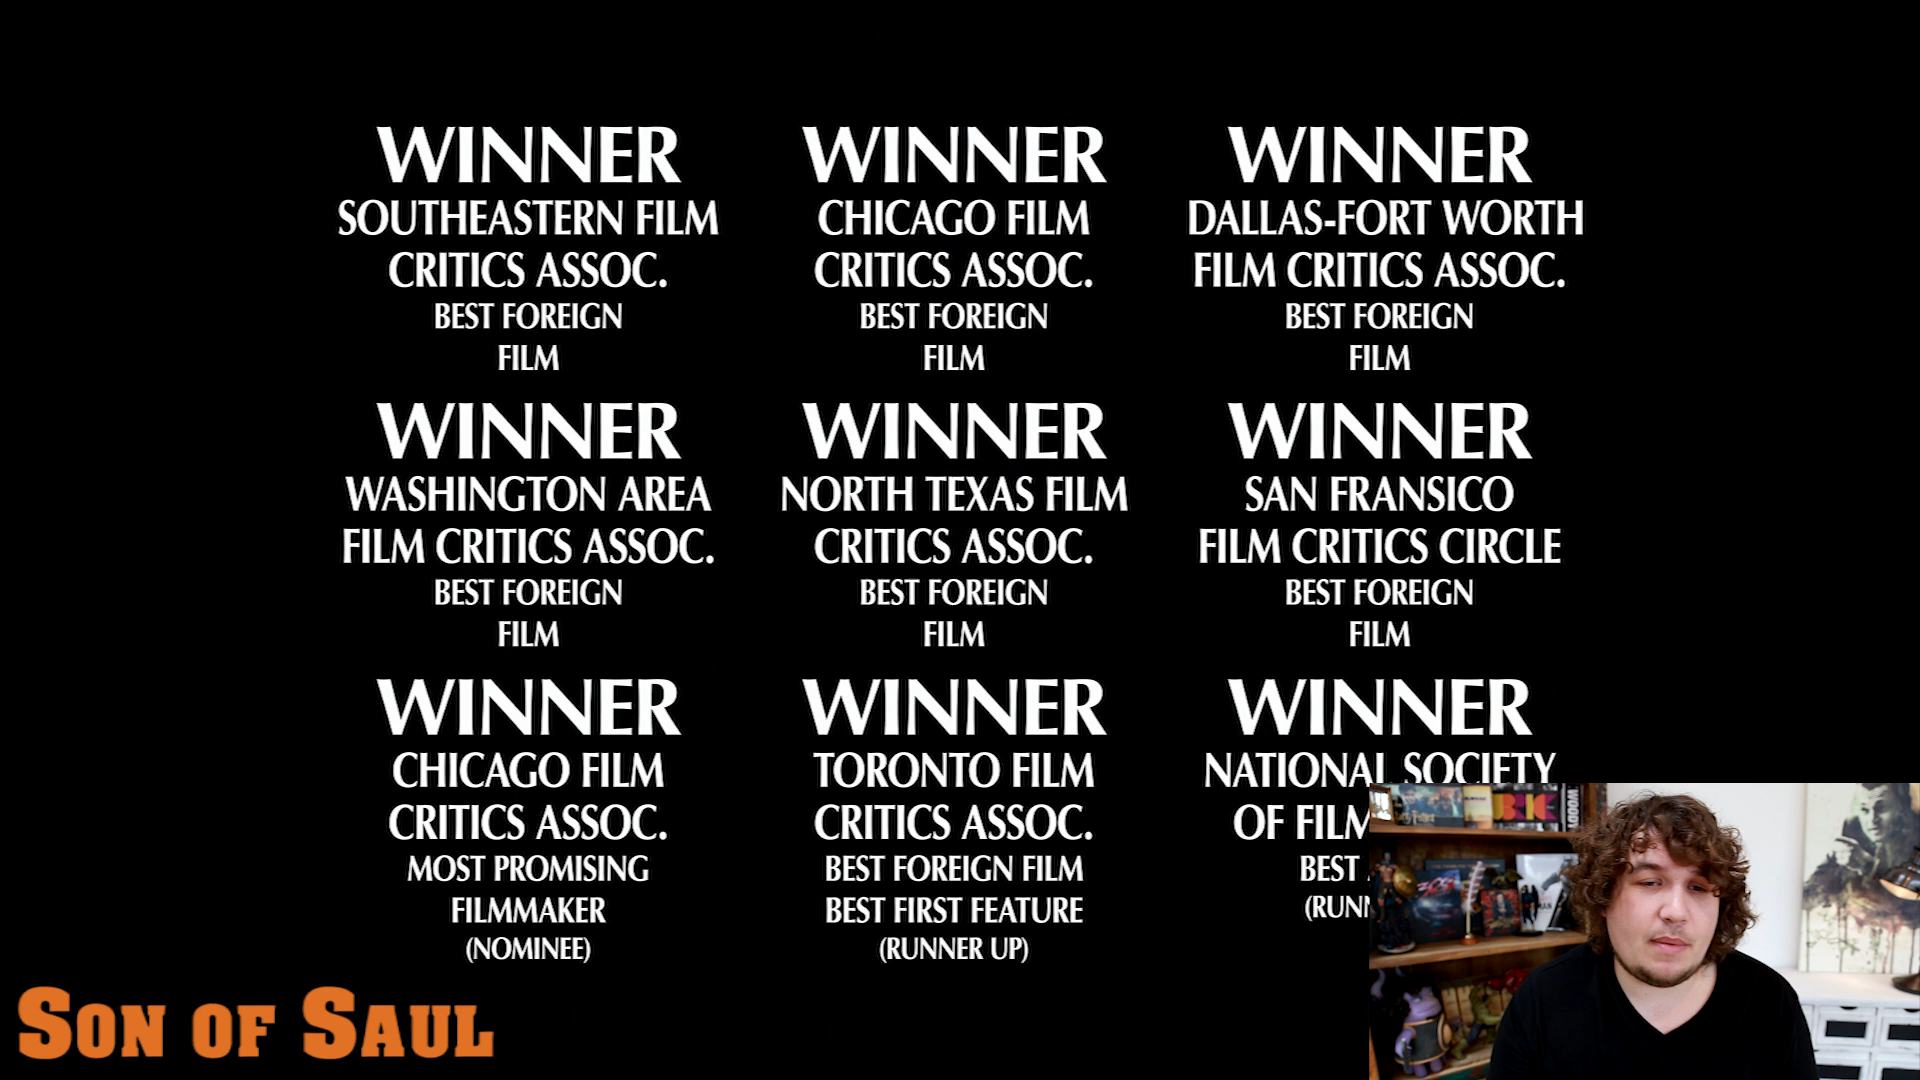 WINNER
SOUTHEASTERN FILM
CRITICS ASSOC.
BEST FOREIGN
FILM
WINNER
CHICAGO FILM
CRITICS ASSOC.
BEST FOREIGN
FILM
WINNER
DALLAS-FORT WORTH
FILM CRITICS ASSOC.
BEST FOREIGN
FILM
WINNER
WASHINGTON AREA
FILM CRITICS ASSOC.
BEST FOREIGN
FILM
WINNER
NORTH TEXAS FILM
CRITICS ASSOC.
BEST FOREIGN
FILM
WINNER
SAN FRANSICO
FILM CRITICS CIRCLE
BEST FOREIGN
FILM
WINNER
CHICAGO FILM
CRITICS ASSOC.
MOST PROMISING
FILMMAKER
(NOMINEE)
WINNER
TORONTO FILM
CRITICS ASSOC.
BEST FOREIGN FILM
BEST FIRST FEATURE
(RUNNER UP)
WINNER
NATIONAL SOCIETY
OF FILM
BEST
SON OF SAUL